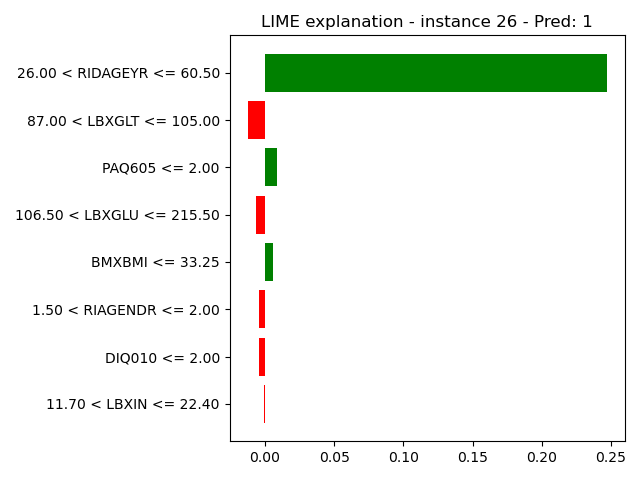 LIME explanation - instance 26 - Pred: 1
26.00 < RIDAGEYR <= 60.50
87.00 < LBXGLT <= 105.00
PAQ605 <= 2.00
106.50 < LBXGLU <= 215.50
BMXBMI <= 33.25
1.50 < RIAGENDR <= 2.00
DIQ010 <= 2.00
11.70 < LBXIN <= 22.40
0.00 0.05 0.10 0.15 0.20 0.25